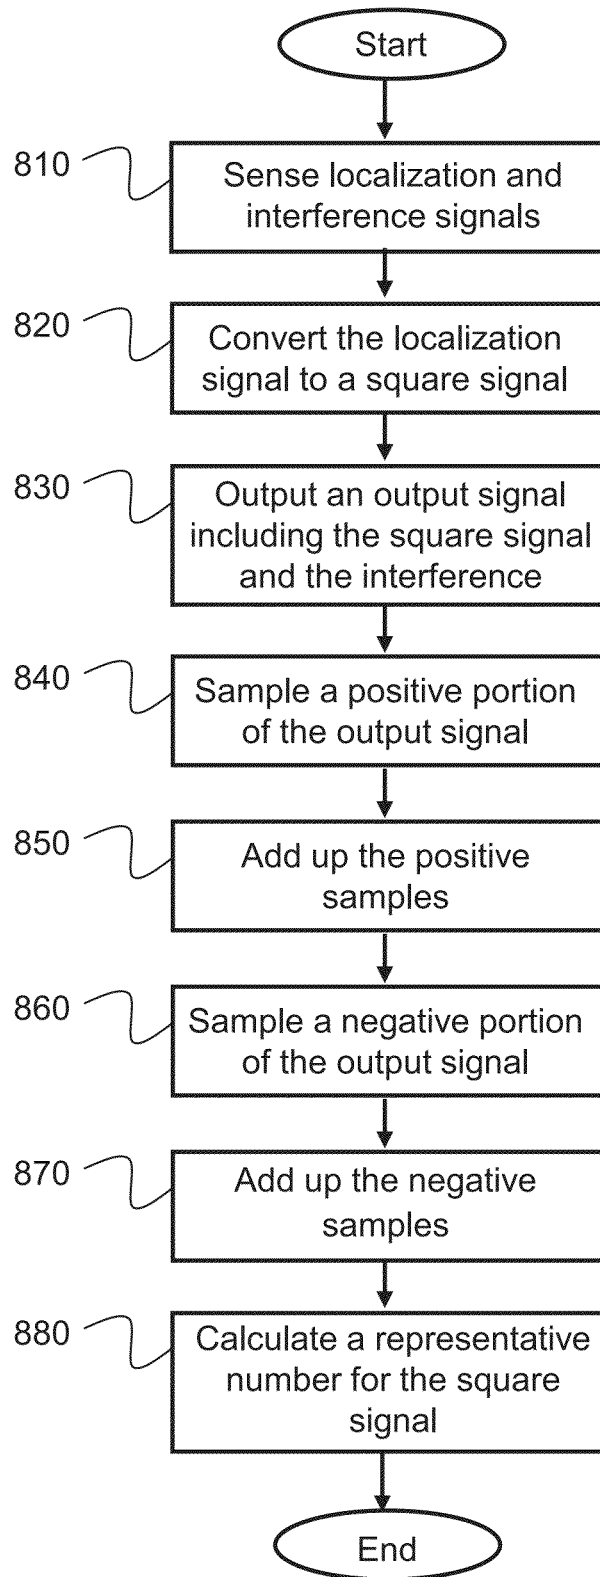 Start
810
Sense localization and
interference signals
820
Convert the localization
signal to a square signal
830
Output an output signal
including the square signal
and the interference
840
Sample a positive portion
of the output signal
850
Add up the positive
samples
860
Sample a negative portion
of the output signal
870
Add up the negative
samples
880
Calculate a representative
number for the square
signal
End